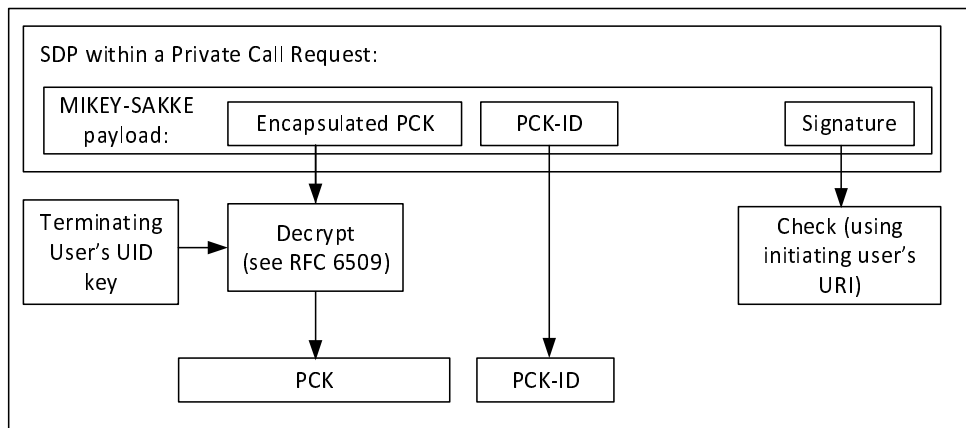 SDP within a Private Call Request:
MIKEY-SAKKE
payload:
Encapsulated PCK
PCK-ID
Signature
Terminating
User’s UID
key
Decrypt
(see RFC 6509)
Check (using
initiating user’s
URI)
PCK
PCK-ID